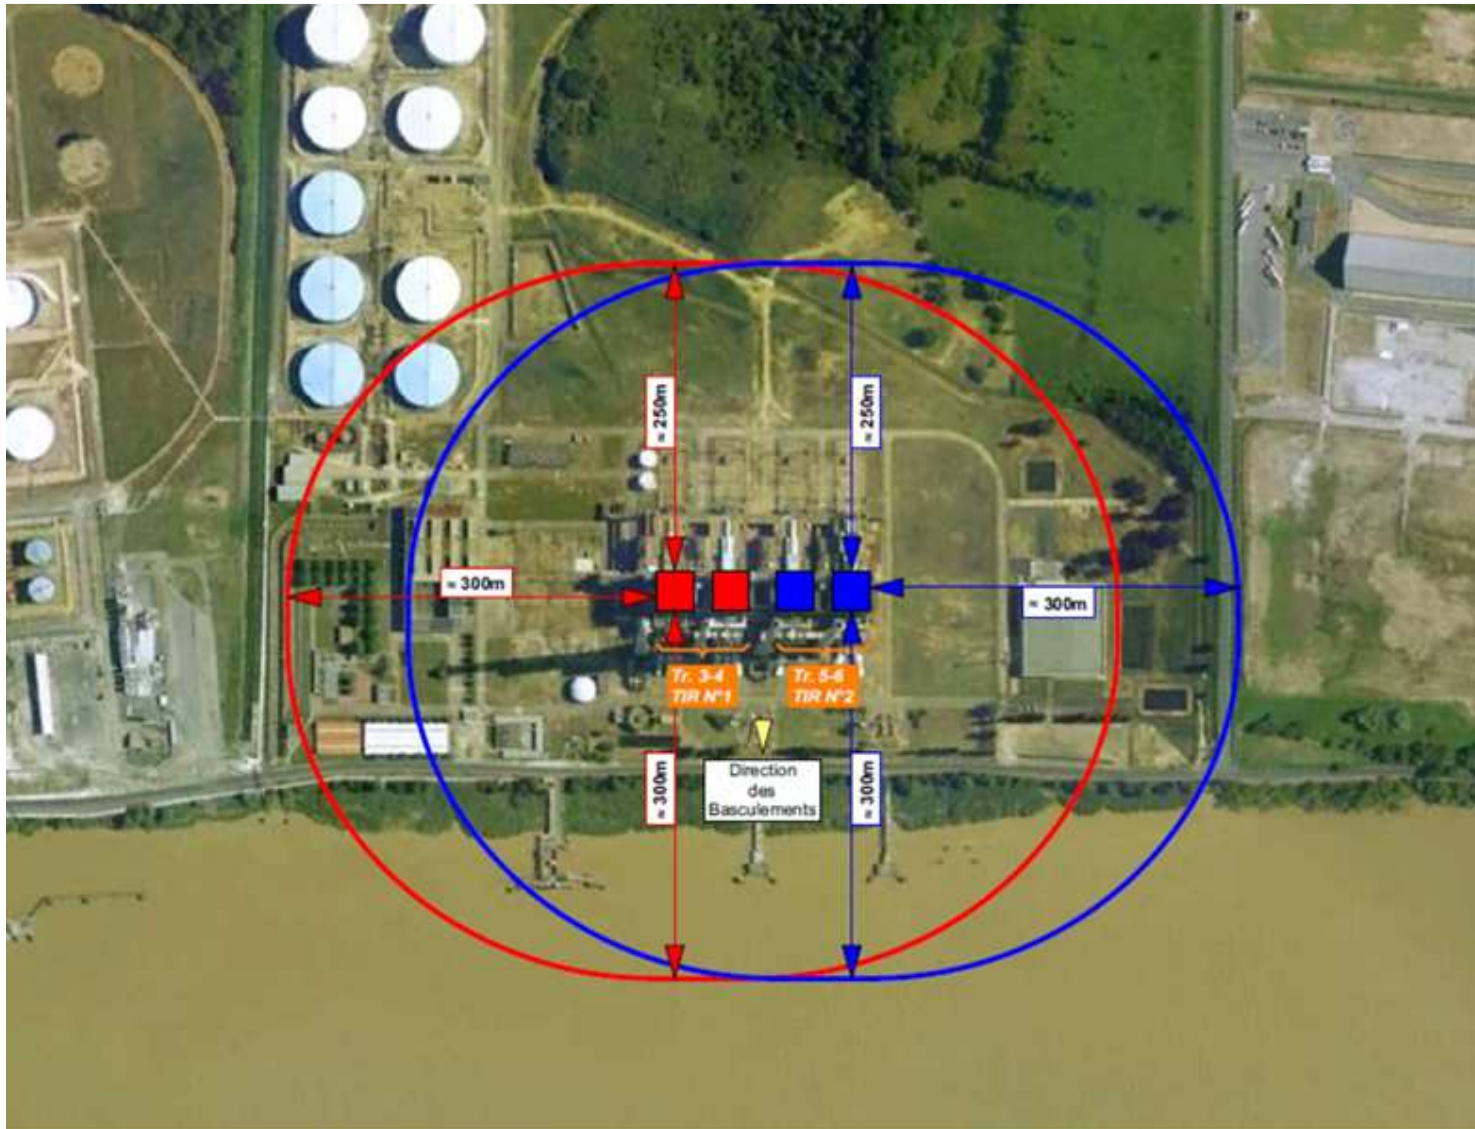 ≈ 250m
≈ 250m
≈ 300m
≈ 300m
Tr. 3-4
TIR N°1
Tr. 5-6
TIR N°2
≈ 300m
Direction
des
Basculements
≈ 300m